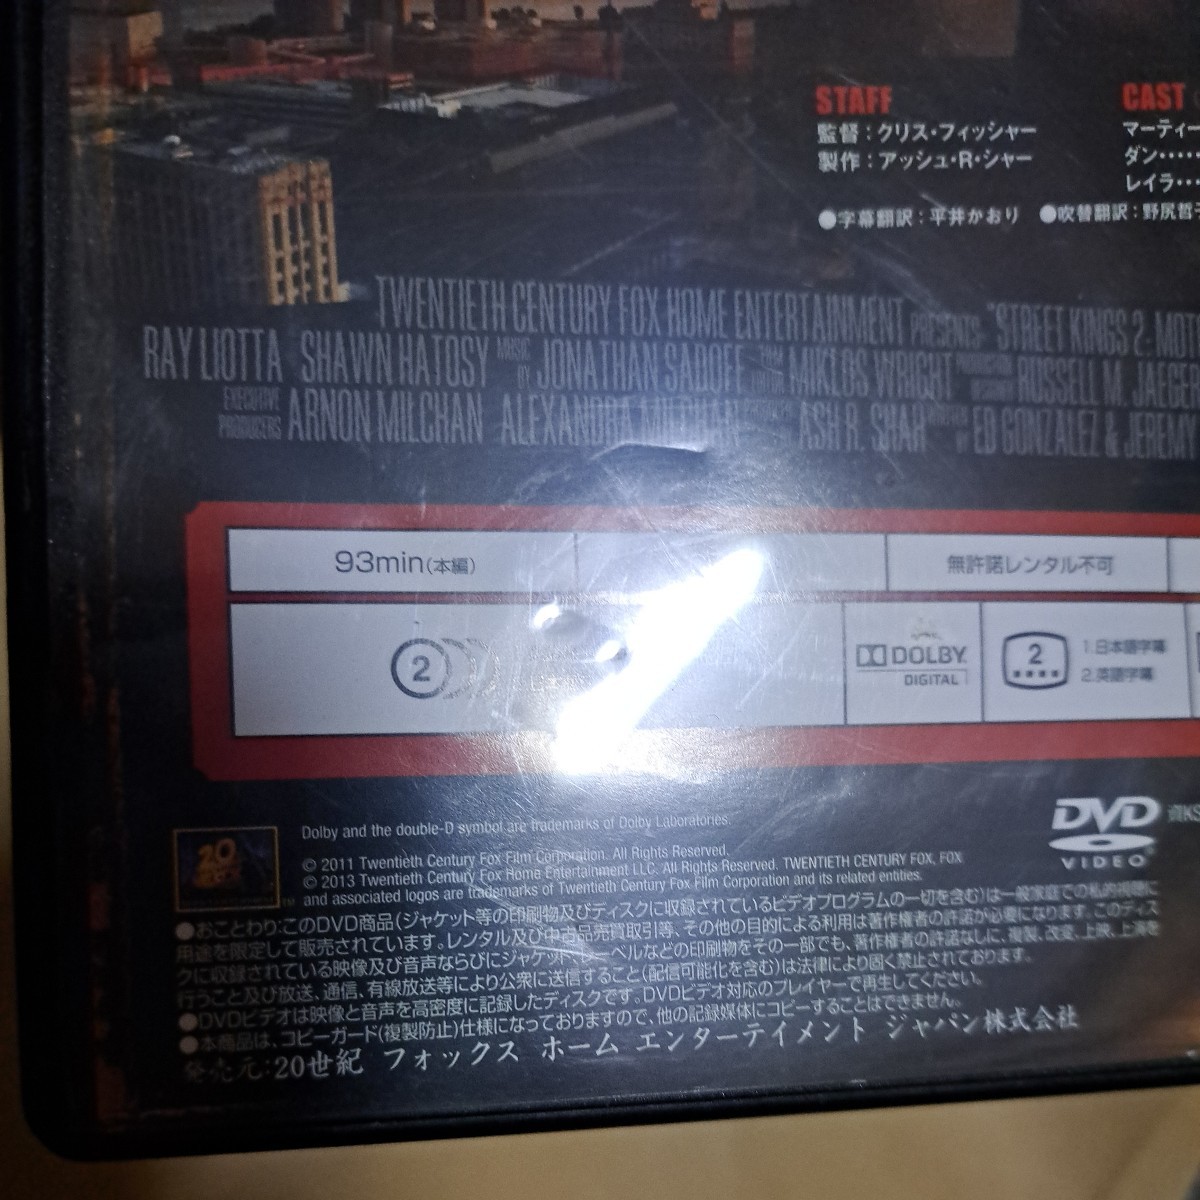 STAFF
監督：クリス・フィッシャー
製作：アッシュ・R・シャー
CAST
マーティー
ダン・・・・・
レイラ・・・
●字幕翻訳：平井かおり ●吹替翻訳：野尻哲子
TWENTIETH CENTURY FOX HOME ENTERTAINMENT PRESENTS "STREET KINGS 2: MOT
RAY LIOTTA SHAWN HATOSY MUSIC BY JONATHAN SADOFF FILM EDITOR MIKLOS WRIGHT PRODUCTION DESIGNER RUSSELL M. JAEGER
EXECUTIVE PRODUCERS ARNON MILCHAN ALEXANDRA MILCHAN ASH R. SHAH BY ED GONZALEZ & JEREMY
93min(本編)
無許諾レンタル不可
2
DOLBY
DIGITAL
2
1.日本語字幕
2.英語字幕
DVD
VIDEO
20
TM
Dolby and the double-D symbol are trademarks of Dolby Laboratories.
© 2011 Twentieth Century Fox Film Corporation. All Rights Reserved.
© 2013 Twentieth Century Fox Home Entertainment LLC. All Rights Reserved. TWENTIETH CENTURY FOX, FOX
and associated logos are trademarks of Twentieth Century Fox Film Corporation and its related entities.
●おことわり:このDVD商品(ジャケット等の印刷物及びディスクに収録されているビデオプログラムの一切を含む)は一般家庭での私的視聴に
用途を限定して販売されています。レンタル及び中古品売買取引等、その他の目的による利用は著作権者の許諾が必要になります。このディス
クに収録されている映像及び音声ならびにジャケット、レーベルなどの印刷物をその一部でも、著作権者の許諾なしに、複製、改変、上映、上演を
行うこと及び放送、通信、有線放送等により公衆に送信すること(配信可能化を含む)は法律により固く禁止されております。
●DVDビデオは映像と音声を高密度に記録したディスクです。DVDビデオ対応のプレイヤーで再生してください。
●本商品は、コピーガード(複製防止)仕様になっておりますので、他の記録媒体にコピーすることはできません。
発売元:20世紀 フォックス ホーム エンターテイメント ジャパン株式会社